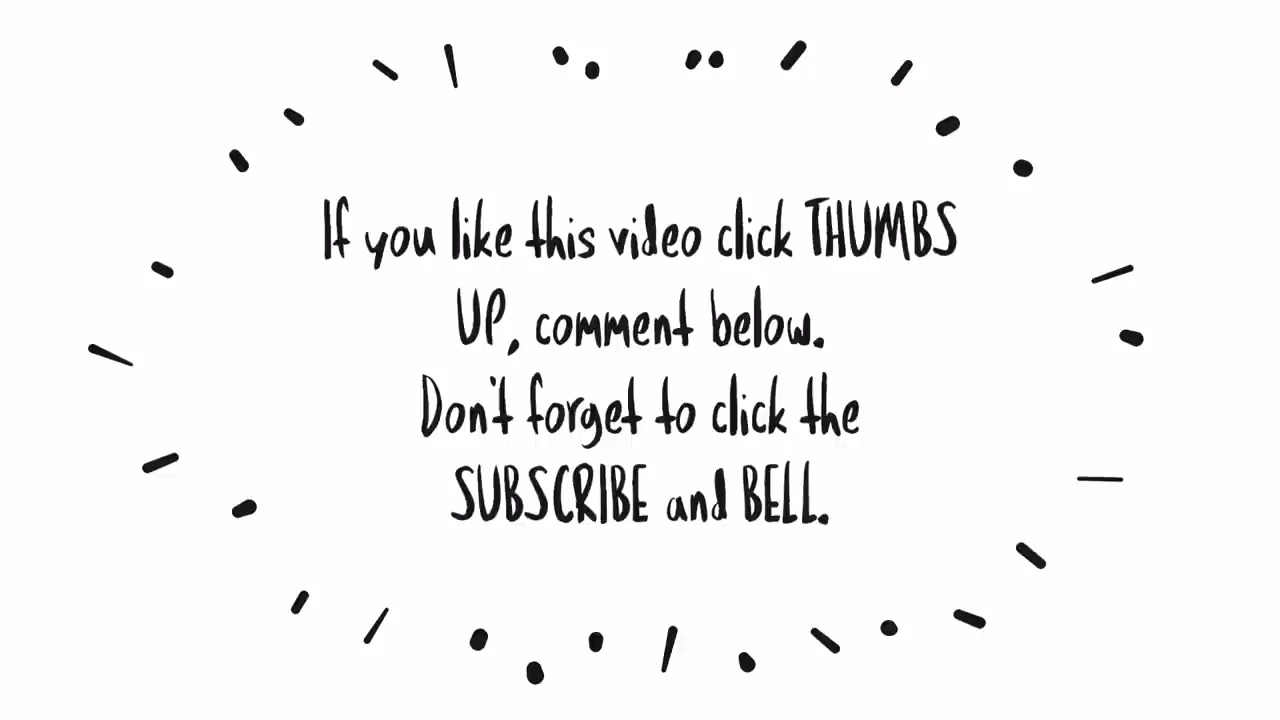 If you like this video click THUMBS
UP, comment below.
Don't forget to click the
SUBSCRIBE and BELL.